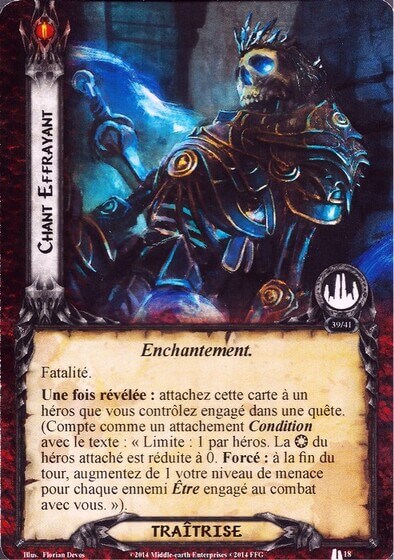 CHANT EFFRAYANT
39/41
Enchantement.
Fatalité.
Une fois révélée : attachez cette carte à un
héros que vous contrôlez engagé dans une quête.
(Compte comme un attachement Condition
avec le texte : « Limite : 1 par héros. La du
héros attaché est réduite à 0. Forcé : à la fin du
tour, augmentez de 1 votre niveau de menace
pour chaque ennemi Être engagé au combat
avec vous. »).
TRAÎTRISE
Illus. Florian Devos
©2014 Middle-earth Enterprises ©2014 FFG
18